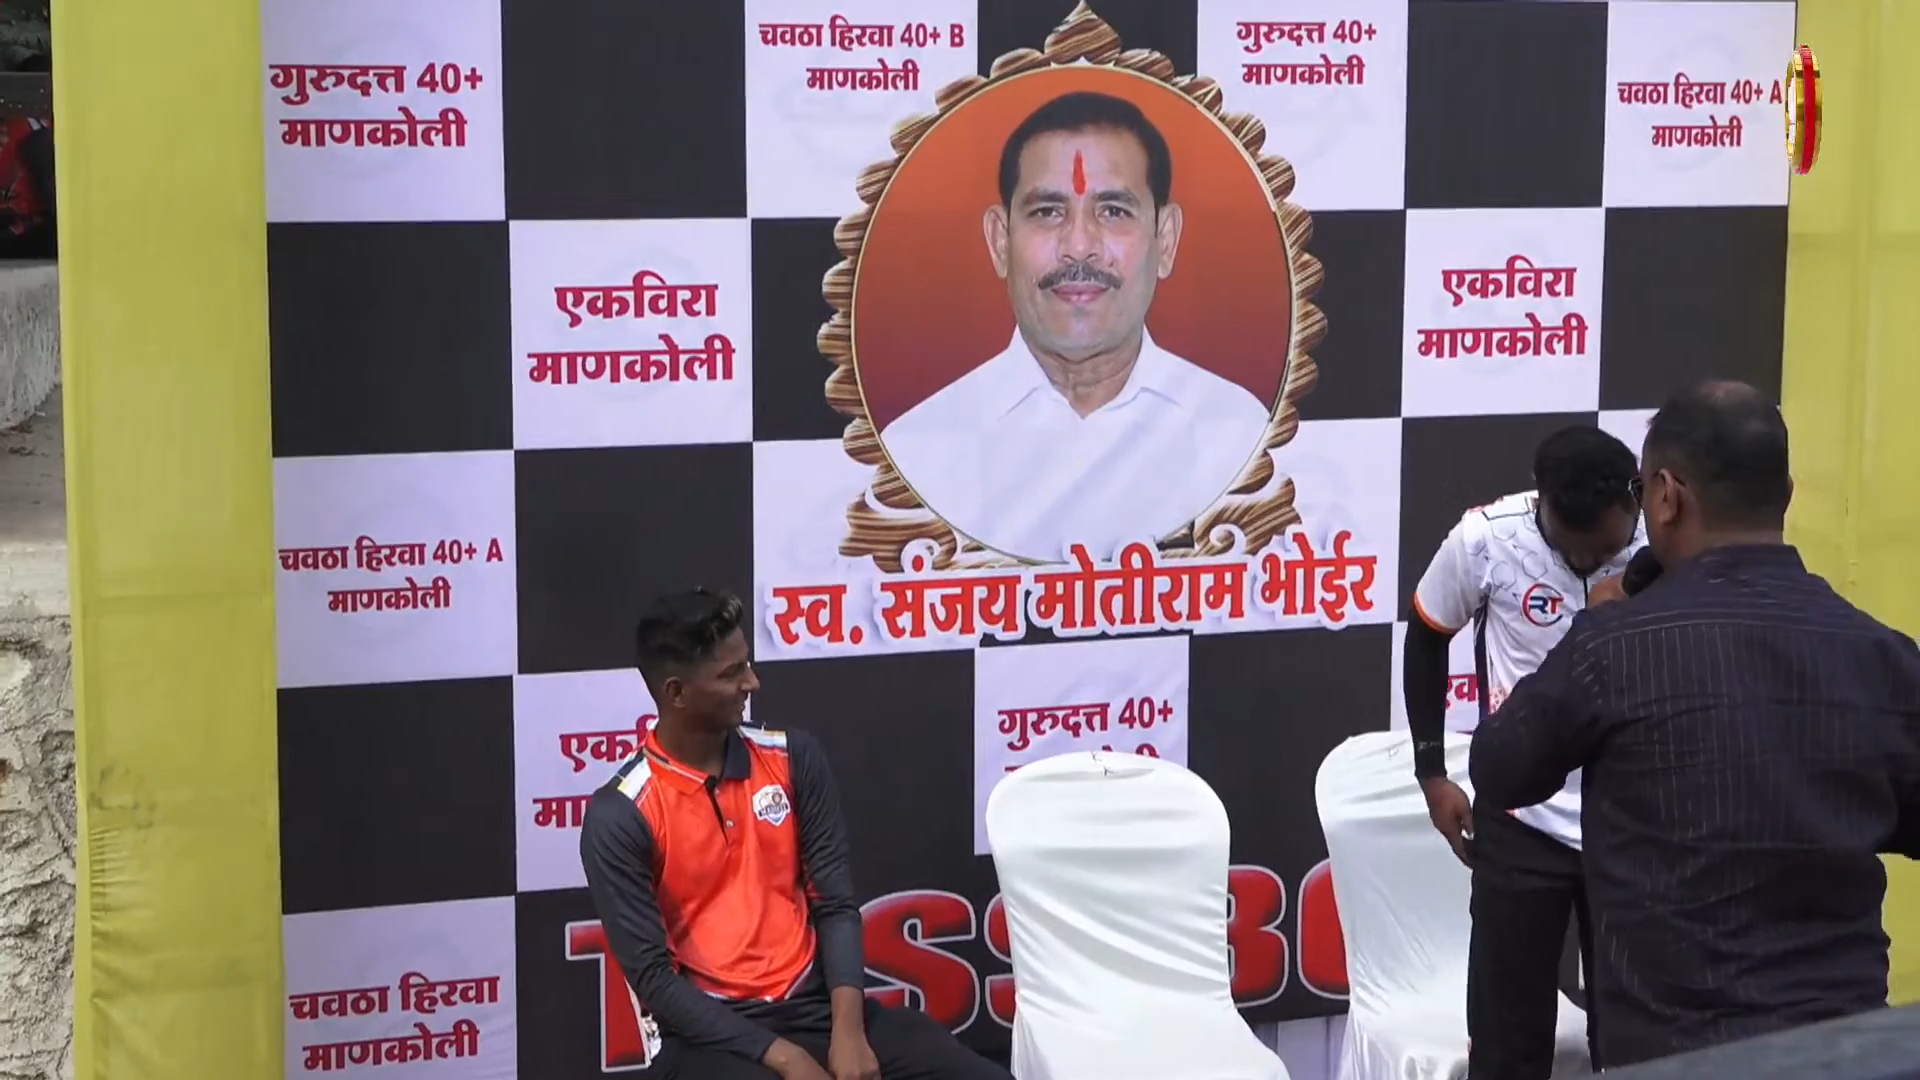 गुरुदत्त 40+
माणकोली
चवठा हिरवा 40+ B
माणकोली
गुरुदत्त 40+
माणकोली
चवठा हिरवा 40+ A
माणकोली
एकविरा
माणकोली
एकविरा
माणकोली
चवठा हिरवा 40+ A
माणकोली
स्व. संजय मोतीराम भोईर
RT
गुरुदत्त 40+
चवठा हिरवा
माणकोली